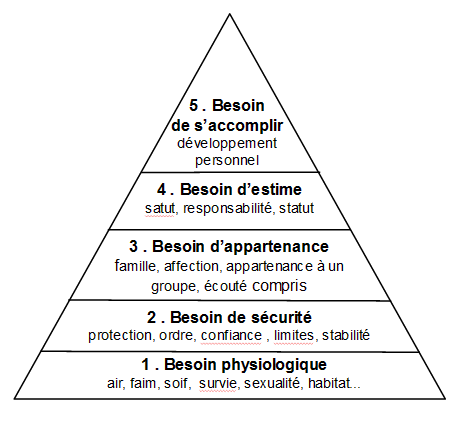 5 . Besoin
de s'accomplir
développement
personnel
4 . Besoin d'estime
satut, responsabilité, statut
3 . Besoin d'appartenance
famille, affection, appartenance à un
groupe, écouté compris
2 . Besoin de sécurité
protection, ordre, confiance , limites, stabilité
1 . Besoin physiologique
air, faim, soif, survie, sexualité, habitat...